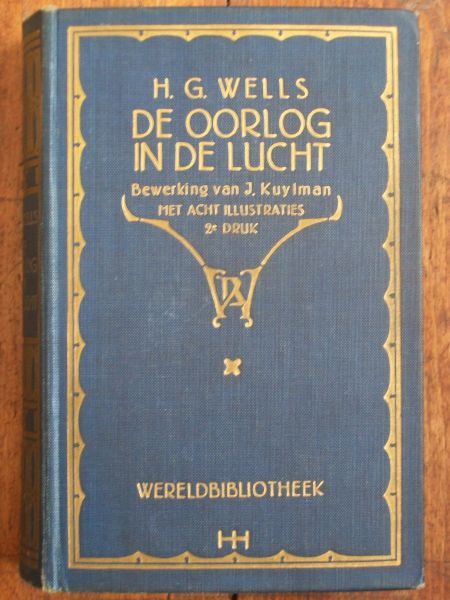 H. G. WELLS
DE OORLOG
IN DE LUCHT
Bewerking van J. Kuylman
MET ACHT ILLUSTRATIES
2e DRUK
WERELDBIBLIOTHEEK